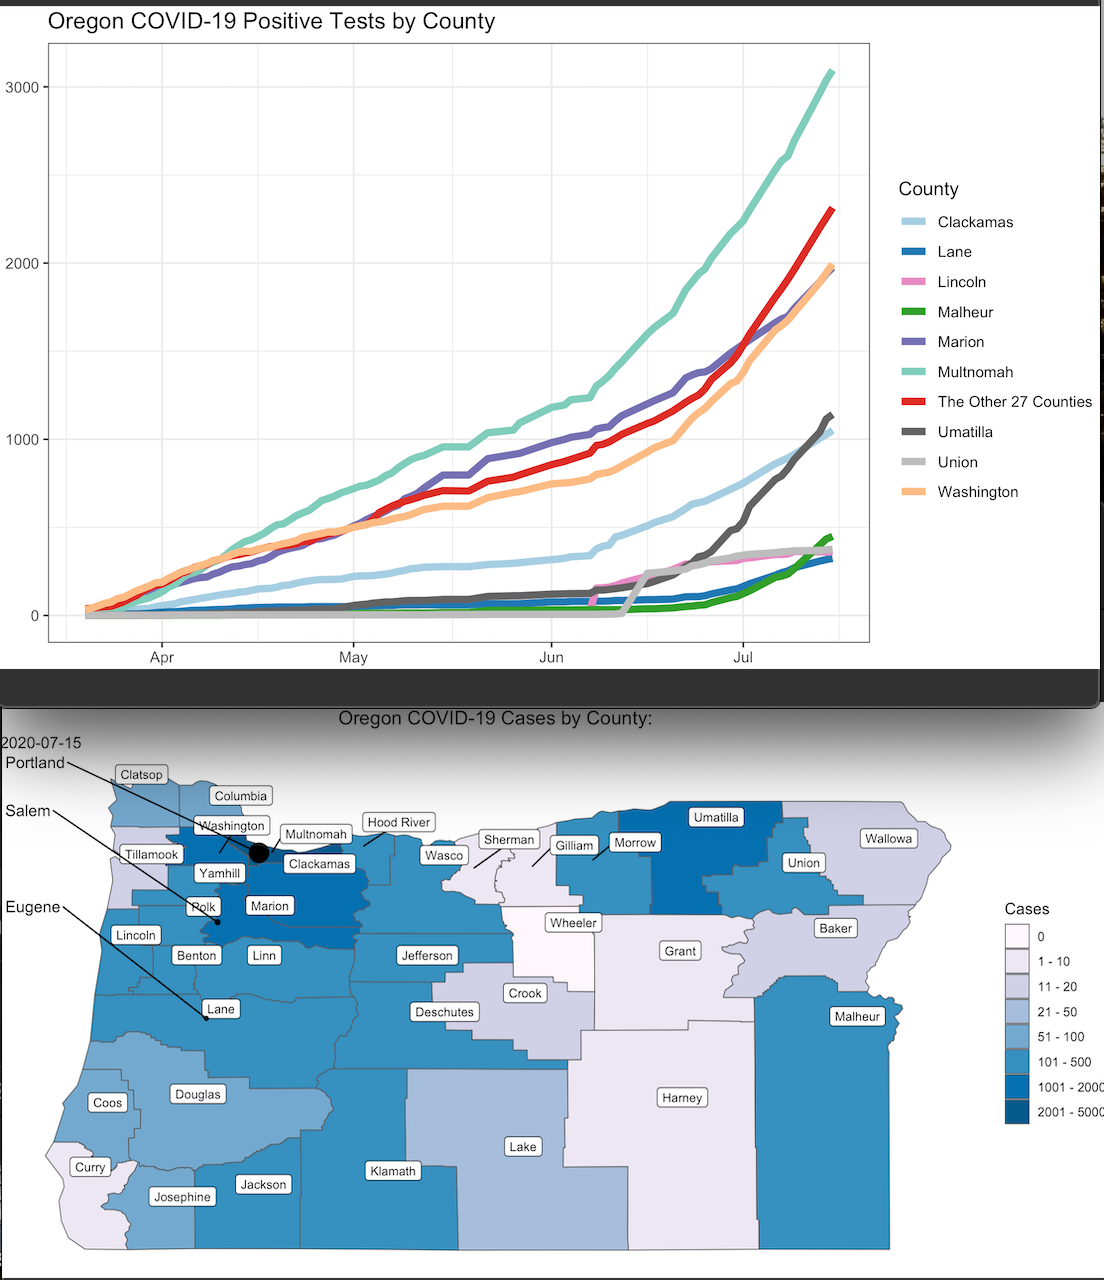 Oregon COVID-19 Positive Tests by County
3000
2000
1000
0
Apr May Jun Jul
County
Clackamas
Lane
Lincoln
Malheur
Marion
Multnomah
The Other 27 Counties
Umatilla
Union
Washington
Oregon COVID-19 Cases by County:
2020-07-15
Portland
Salem
Eugene
Clatsop
Columbia
Washington
Multnomah
Hood River
Tillamook
Clackamas
Wasco
Sherman
Gilliam
Morrow
Umatilla
Wallowa
Yamhill
Union
Polk
Marion
Wheeler
Baker
Lincoln
Benton
Linn
Jefferson
Grant
Crook
Lane
Deschutes
Malheur
Coos
Douglas
Harney
Lake
Curry
Josephine
Jackson
Klamath
Cases
0
1 - 10
11 - 20
21 - 50
51 - 100
101 - 500
1001 - 2000
2001 - 5000